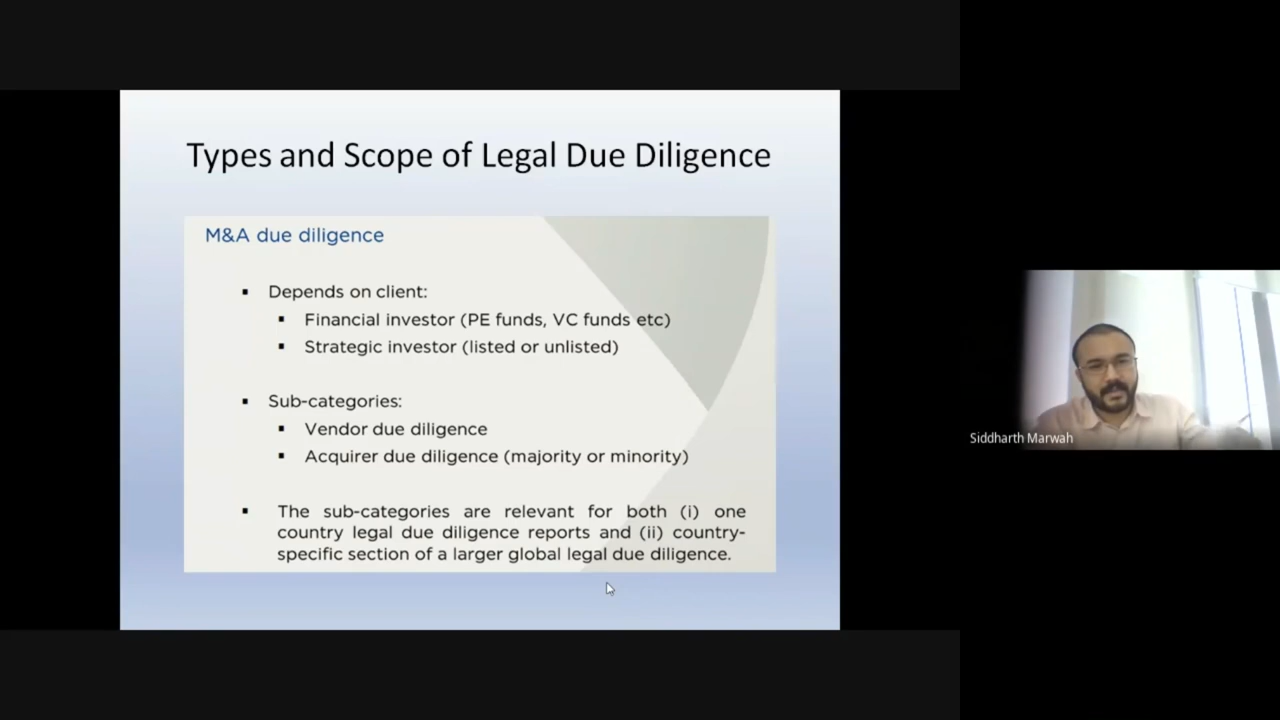 Types and Scope of Legal Due Diligence
M&A due diligence
▪ Depends on client:
▪ Financial investor (PE funds, VC funds etc)
▪ Strategic investor (listed or unlisted)
▪ Sub-categories:
▪ Vendor due diligence
▪ Acquirer due diligence (majority or minority)
▪ The sub-categories are relevant for both (i) one
country legal due diligence reports and (ii) country-
specific section of a larger global legal due diligence.
Siddharth Marwah